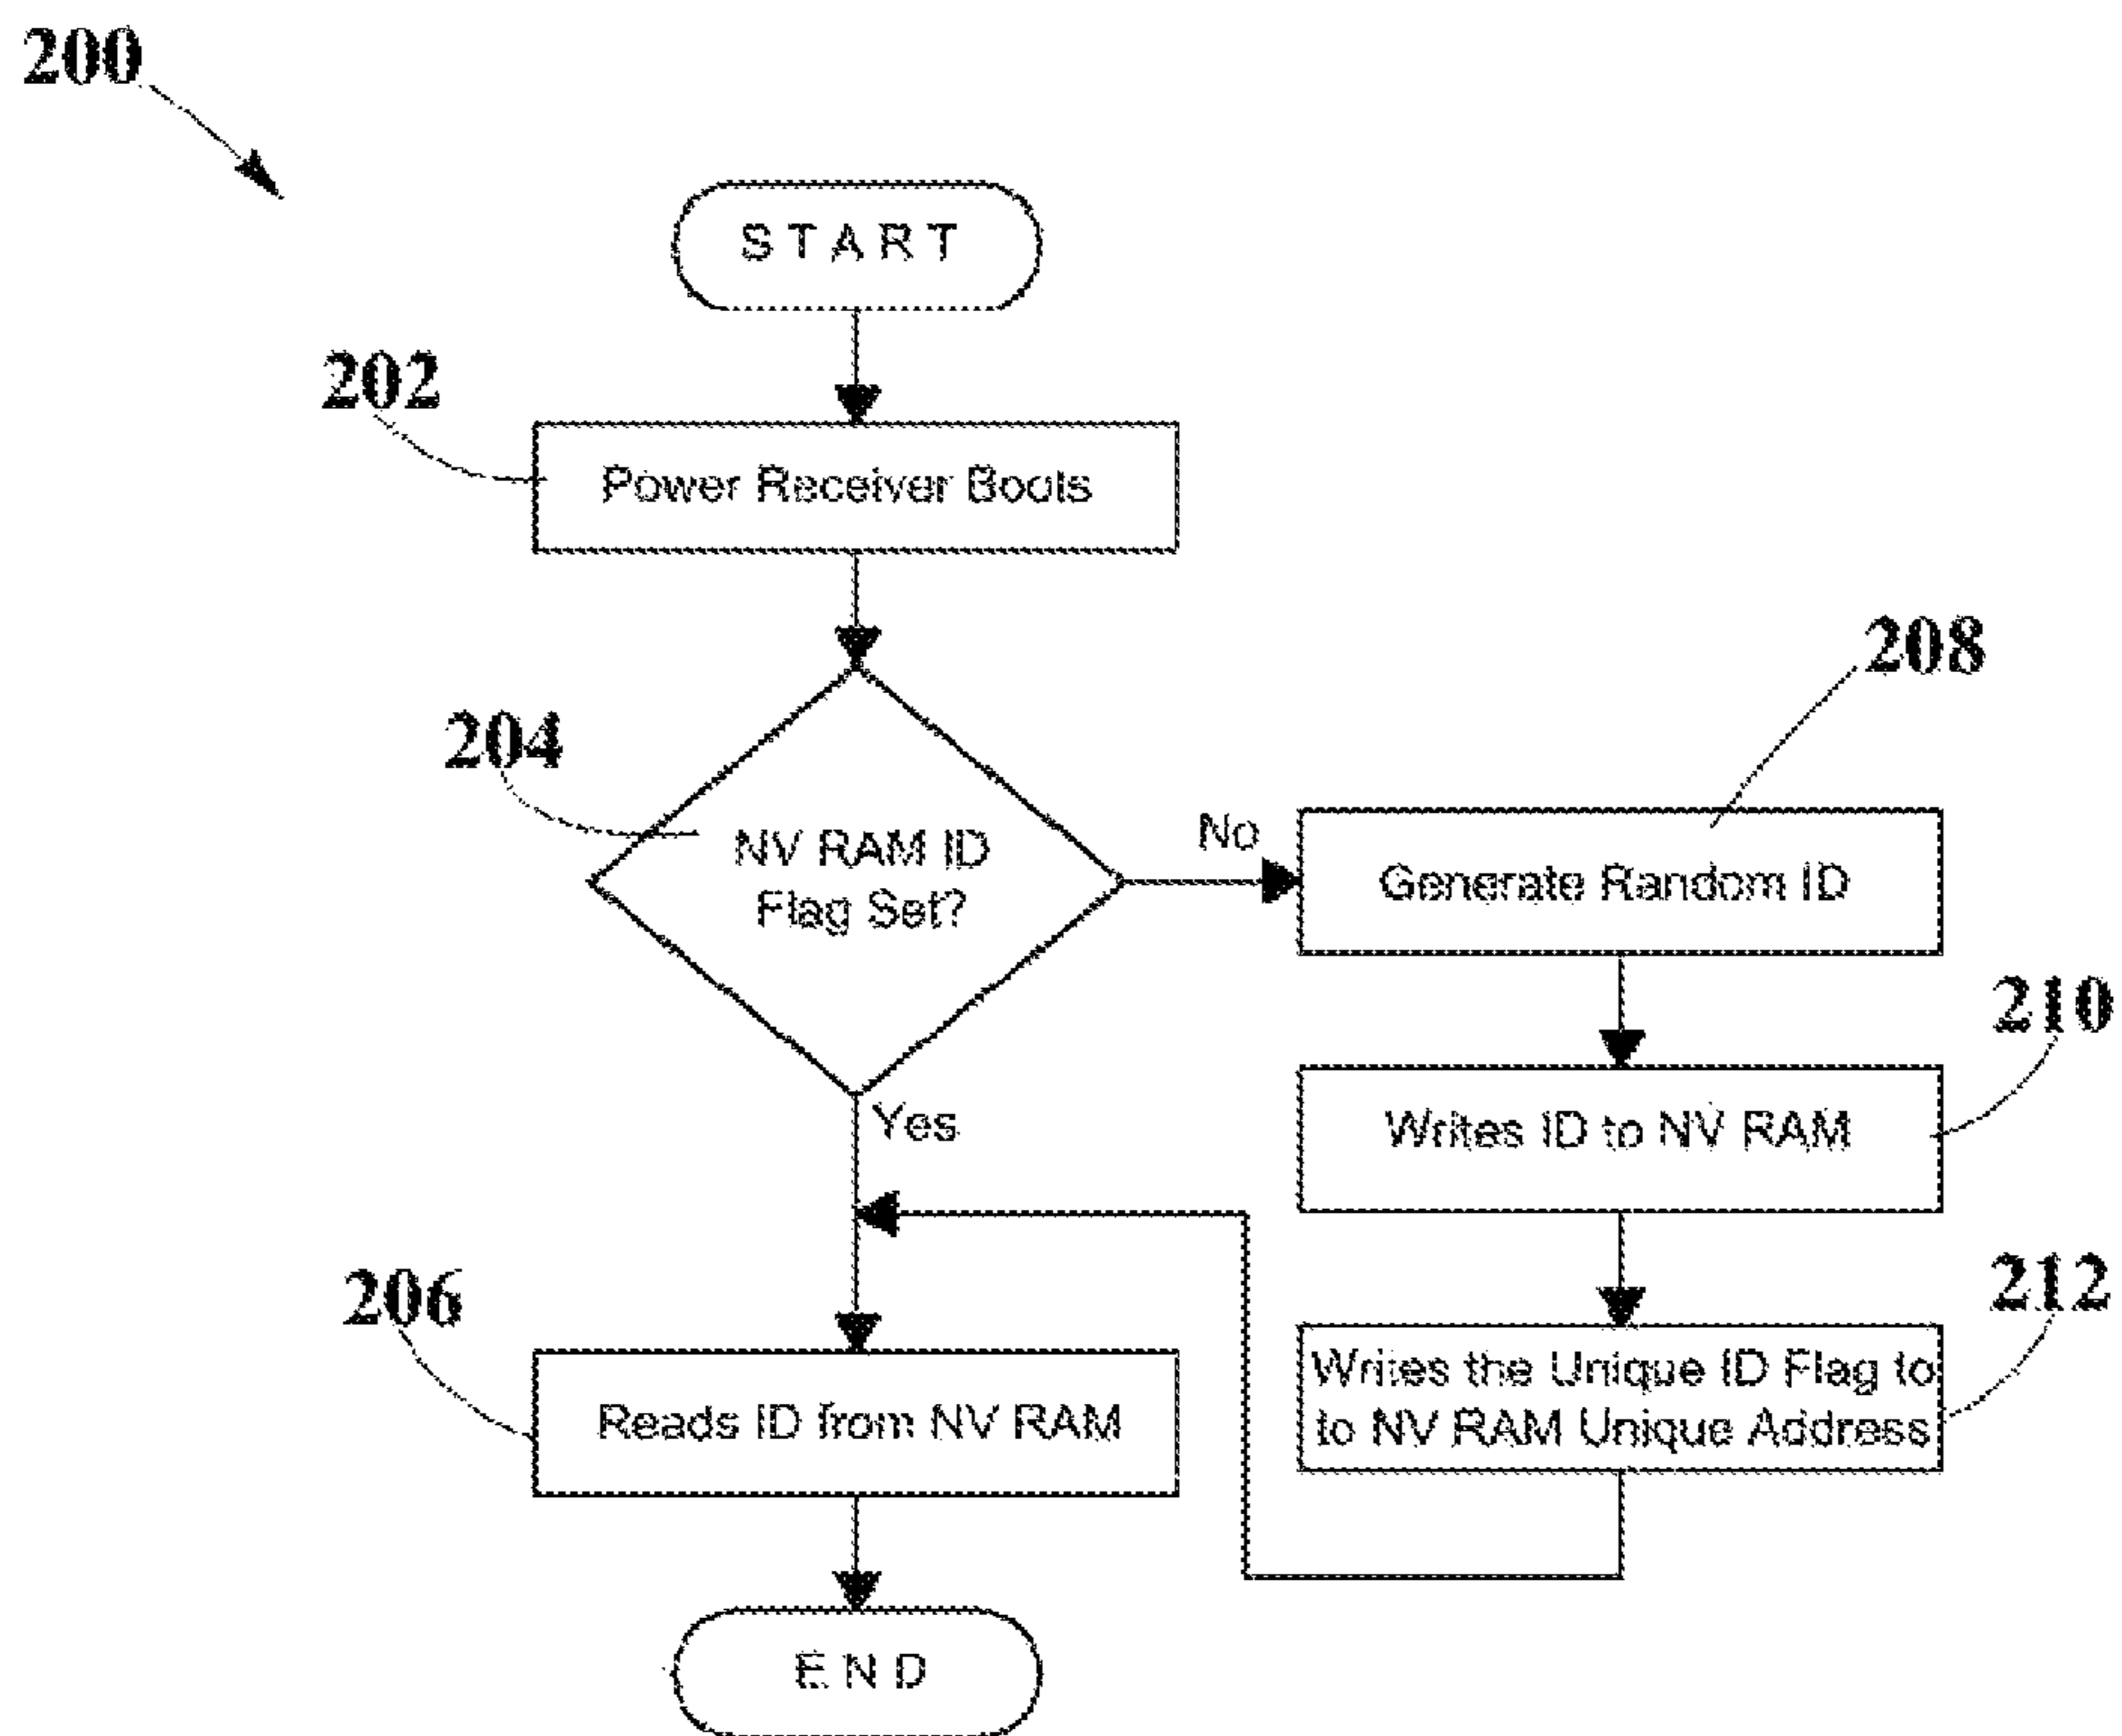 200
START
202
Power Receiver Boots
208
204
NV RAM ID
Flag Set?
No
Generate Random ID
210
Writes ID to NV RAM
Yes
212
206
Writes the Unique ID Flag to
to NV RAM Unique Address
Reads ID from NV RAM
END